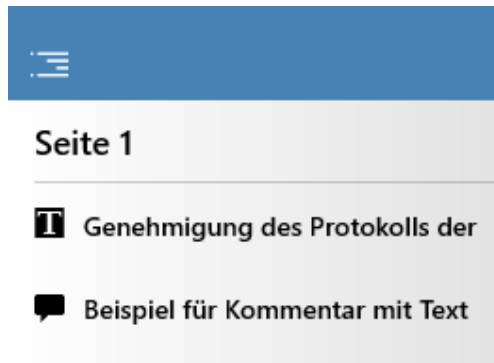 Seite 1
Genehmigung des Protokolls der
Beispiel für Kommentar mit Text